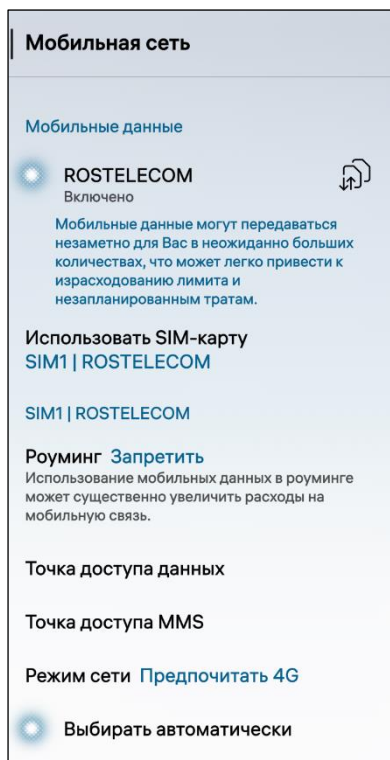 Мобильная сеть
Мобильные данные
ROSTELECOM
Включено
Мобильные данные могут передаваться
незаметно для Вас в неожиданно больших
количествах, что может легко привести к
израсходованию лимита и
незапланированным тратам.
Использовать SIM-карту
SIM1 | ROSTELECOM
SIM1 | ROSTELECOM
Роуминг Запретить
Использование мобильных данных в роуминге
может существенно увеличить расходы на
мобильную связь.
Точка доступа данных
Точка доступа MMS
Режим сети Предпочитать 4G
Выбирать автоматически